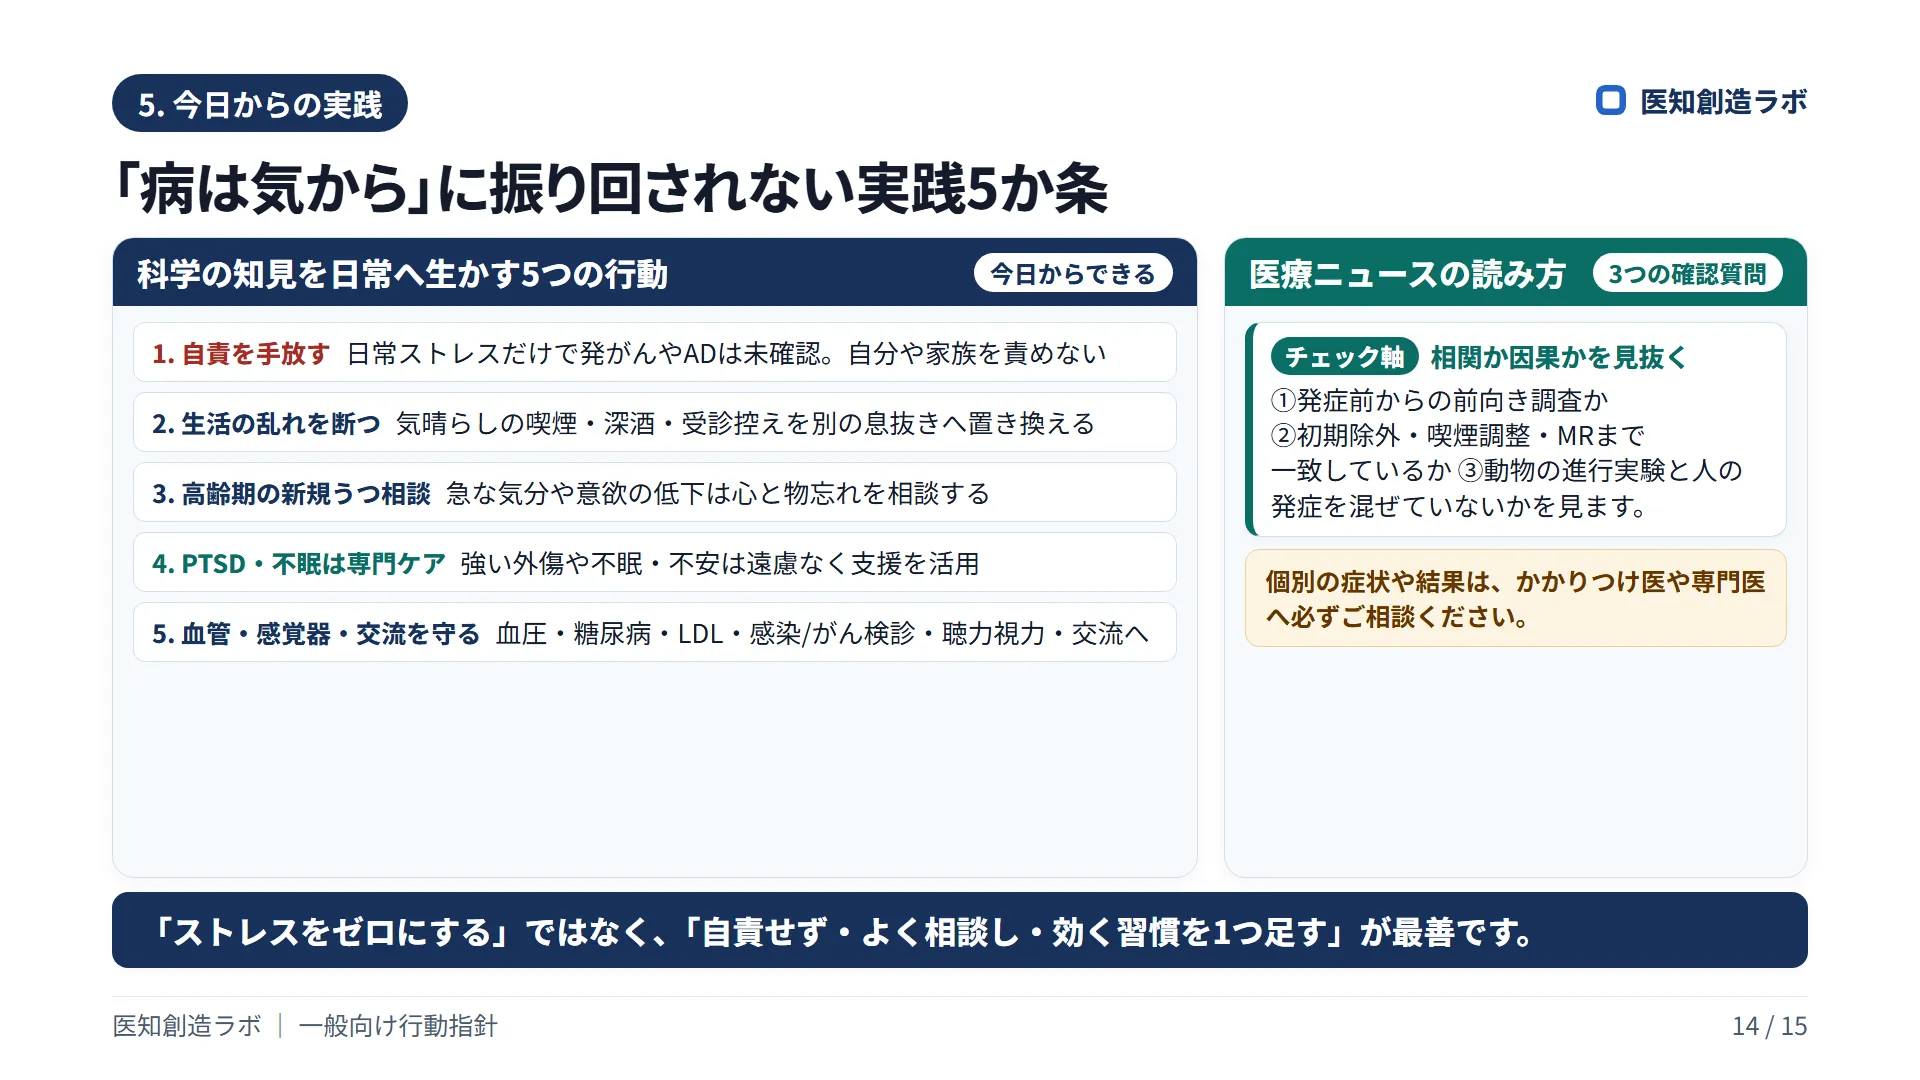 5. 今日からの実践
医知創造ラボ
「病は気から」に振り回されない実践5か条
科学の知見を日常へ生かす5つの行動
今日からできる
1. 自責を手放す 日常ストレスだけで発がんやADは未確認。自分や家族を責めない
2. 生活の乱れを断つ 気晴らしの喫煙・深酒・受診控えを別の息抜きへ置き換える
3. 高齢期の新規うつ相談 急な気分や意欲の低下は心と物忘れを相談する
4. PTSD・不眠は専門ケア 強い外傷や不眠・不安は遠慮なく支援を活用
5. 血管・感覚器・交流を守る 血圧・糖尿病・LDL・感染/がん検診・聴力視力・交流へ
医療ニュースの読み方
3つの確認質問
チェック軸 相関か因果かを見抜く
①発症前からの前向き調査か
②初期除外・喫煙調整・MRまで
一致しているか ③動物の進行実験と人の
発症を混ぜていないかを見ます。
個別の症状や結果は、かかりつけ医や専門医
へ必ずご相談ください。
「ストレスをゼロにする」ではなく、「自責せず・よく相談し・効く習慣を1つ足す」が最善です。
医知創造ラボ │ 一般向け行動指針
14 / 15